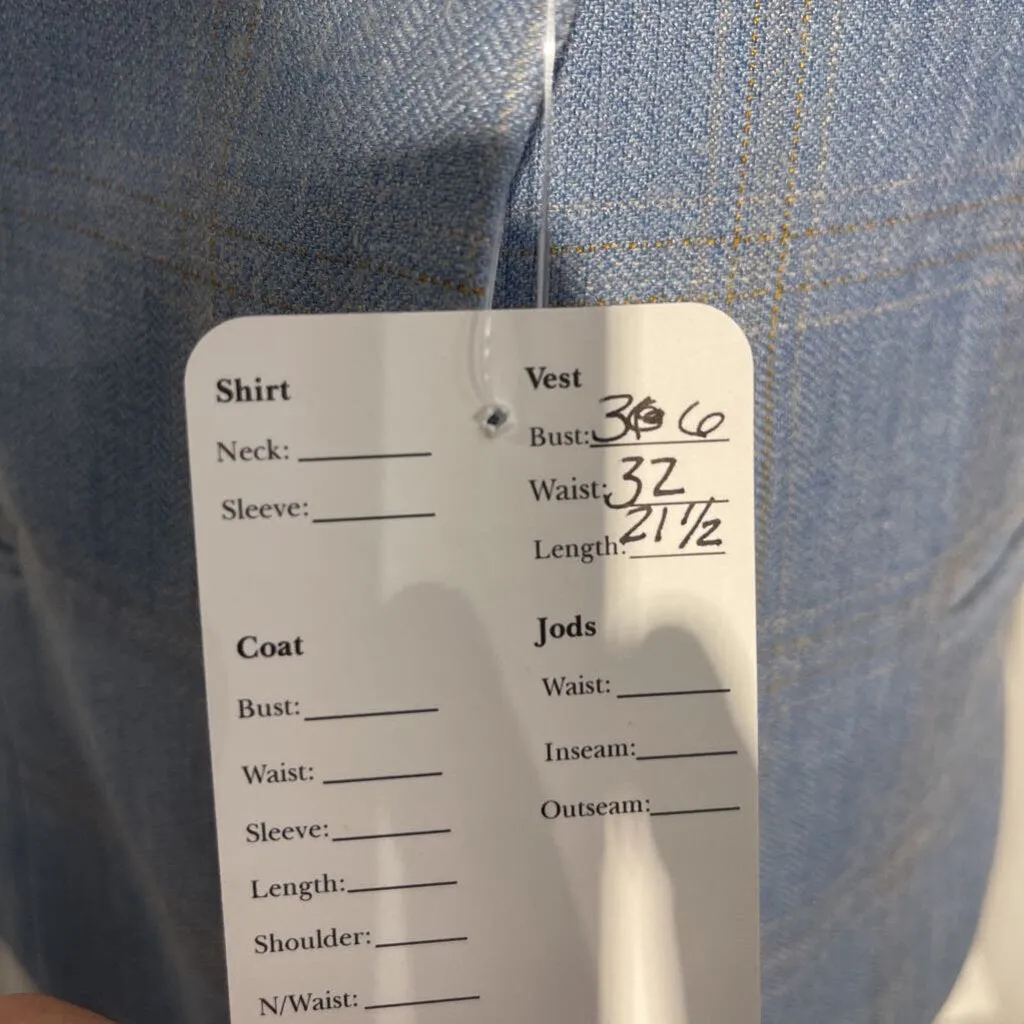 Shirt
Neck:
Sleeve:
Vest
Bust: 36
Waist: 32
Length: 21 1/2
Coat
Bust:
Waist:
Sleeve:
Length:
Shoulder:
N/Waist:
Jods
Waist:
Inseam:
Outseam: